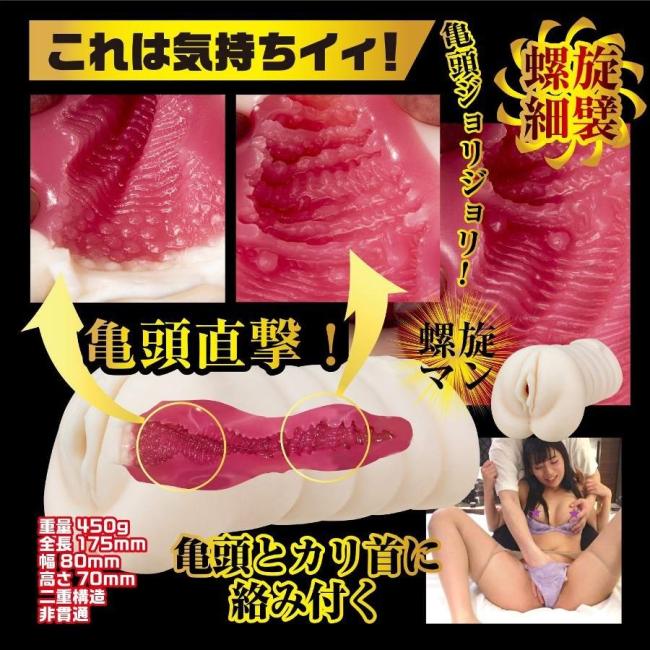 これは気持ちイィ!
亀頭ジョリジョリ!
螺旋
細襞
亀頭直撃!
螺旋
マン
重量 450g
全長 175mm
幅 80mm
高さ 70mm
二重構造
非貫通
亀頭とカリ首に
絡み付く